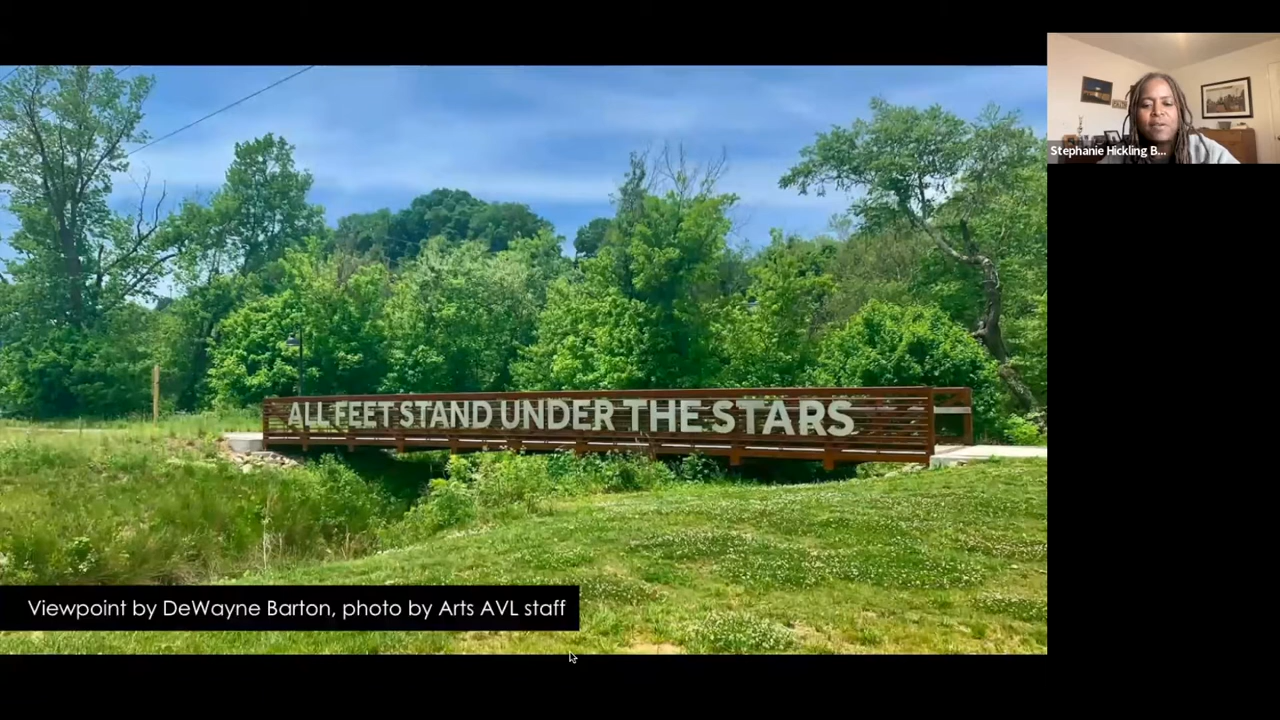 Stephanie Hickling B...
ALL FEET STAND UNDER THE STARS
Viewpoint by DeWayne Barton, photo by Arts AVL staff